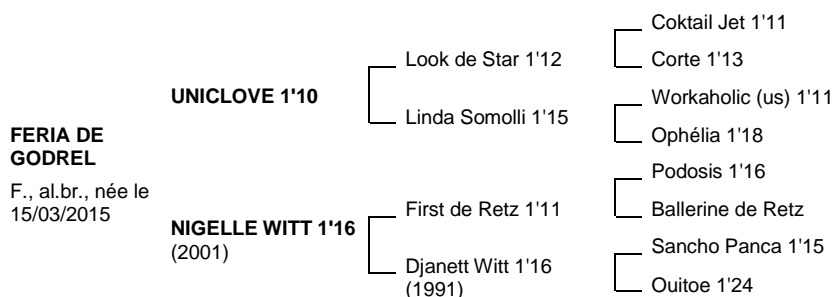 FERIA DE
GODREL
F., al.br., née le
15/03/2015
UNICLOVE 1'10
NIGELLE WITT 1'16
(2001)
Look de Star 1'12
Linda Somolli 1'15
First de Retz 1'11
Djanett Witt 1'16
(1991)
Coktail Jet 1'11
Corte 1'13
Workaholic (us) 1'11
Ophélia 1'18
Podosis 1'16
Ballerine de Retz
Sancho Panca 1'15
Ouitoe 1'24